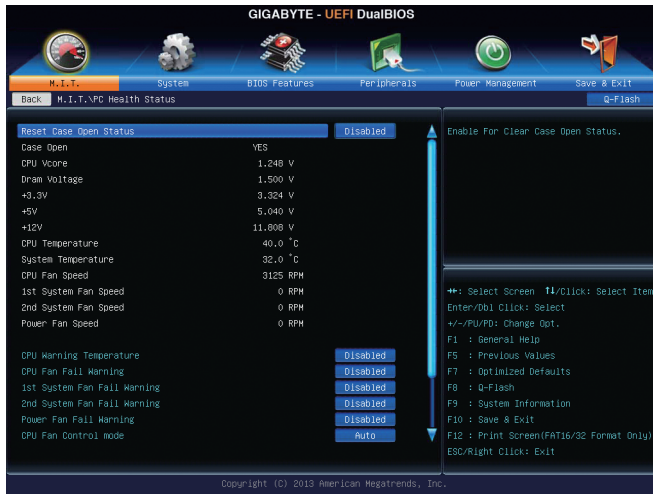 GIGABYTE - UEFI DualBIOS
M.I.T. System BIOS Features Peripherals Power Management Save & Exit
Back M.I.T.\PC Health Status Q-Flash
Reset Case Open Status Disabled
Case Open YES
CPU Vcore 1.248 V
Dram Voltage 1.500 V
+3.3V 3.324 V
+5V 5.040 V
+12V 11.808 V
CPU Temperature 40.0 °C
System Temperature 32.0 °C
CPU Fan Speed 3125 RPM
1st System Fan Speed 0 RPM
2nd System Fan Speed 0 RPM
Power Fan Speed 0 RPM
CPU Warning Temperature Disabled
CPU Fan Fail Warning Disabled
1st System Fan Fail Warning Disabled
2nd System Fan Fail Warning Disabled
Power Fan Fail Warning Disabled
CPU Fan Control mode Auto
Enable For Clear Case Open Status.
→←: Select Screen ↑↓/Click: Select Item
Enter/Dbl Click: Select
+/-/PU/PD: Change Opt.
F1 : General Help
F5 : Previous Values
F7 : Optimized Defaults
F8 : Q-Flash
F9 : System Information
F10 : Save & Exit
F12 : Print Screen(FAT16/32 Format Only)
ESC/Right Click: Exit
Copyright (C) 2013 American Megatrends, Inc.